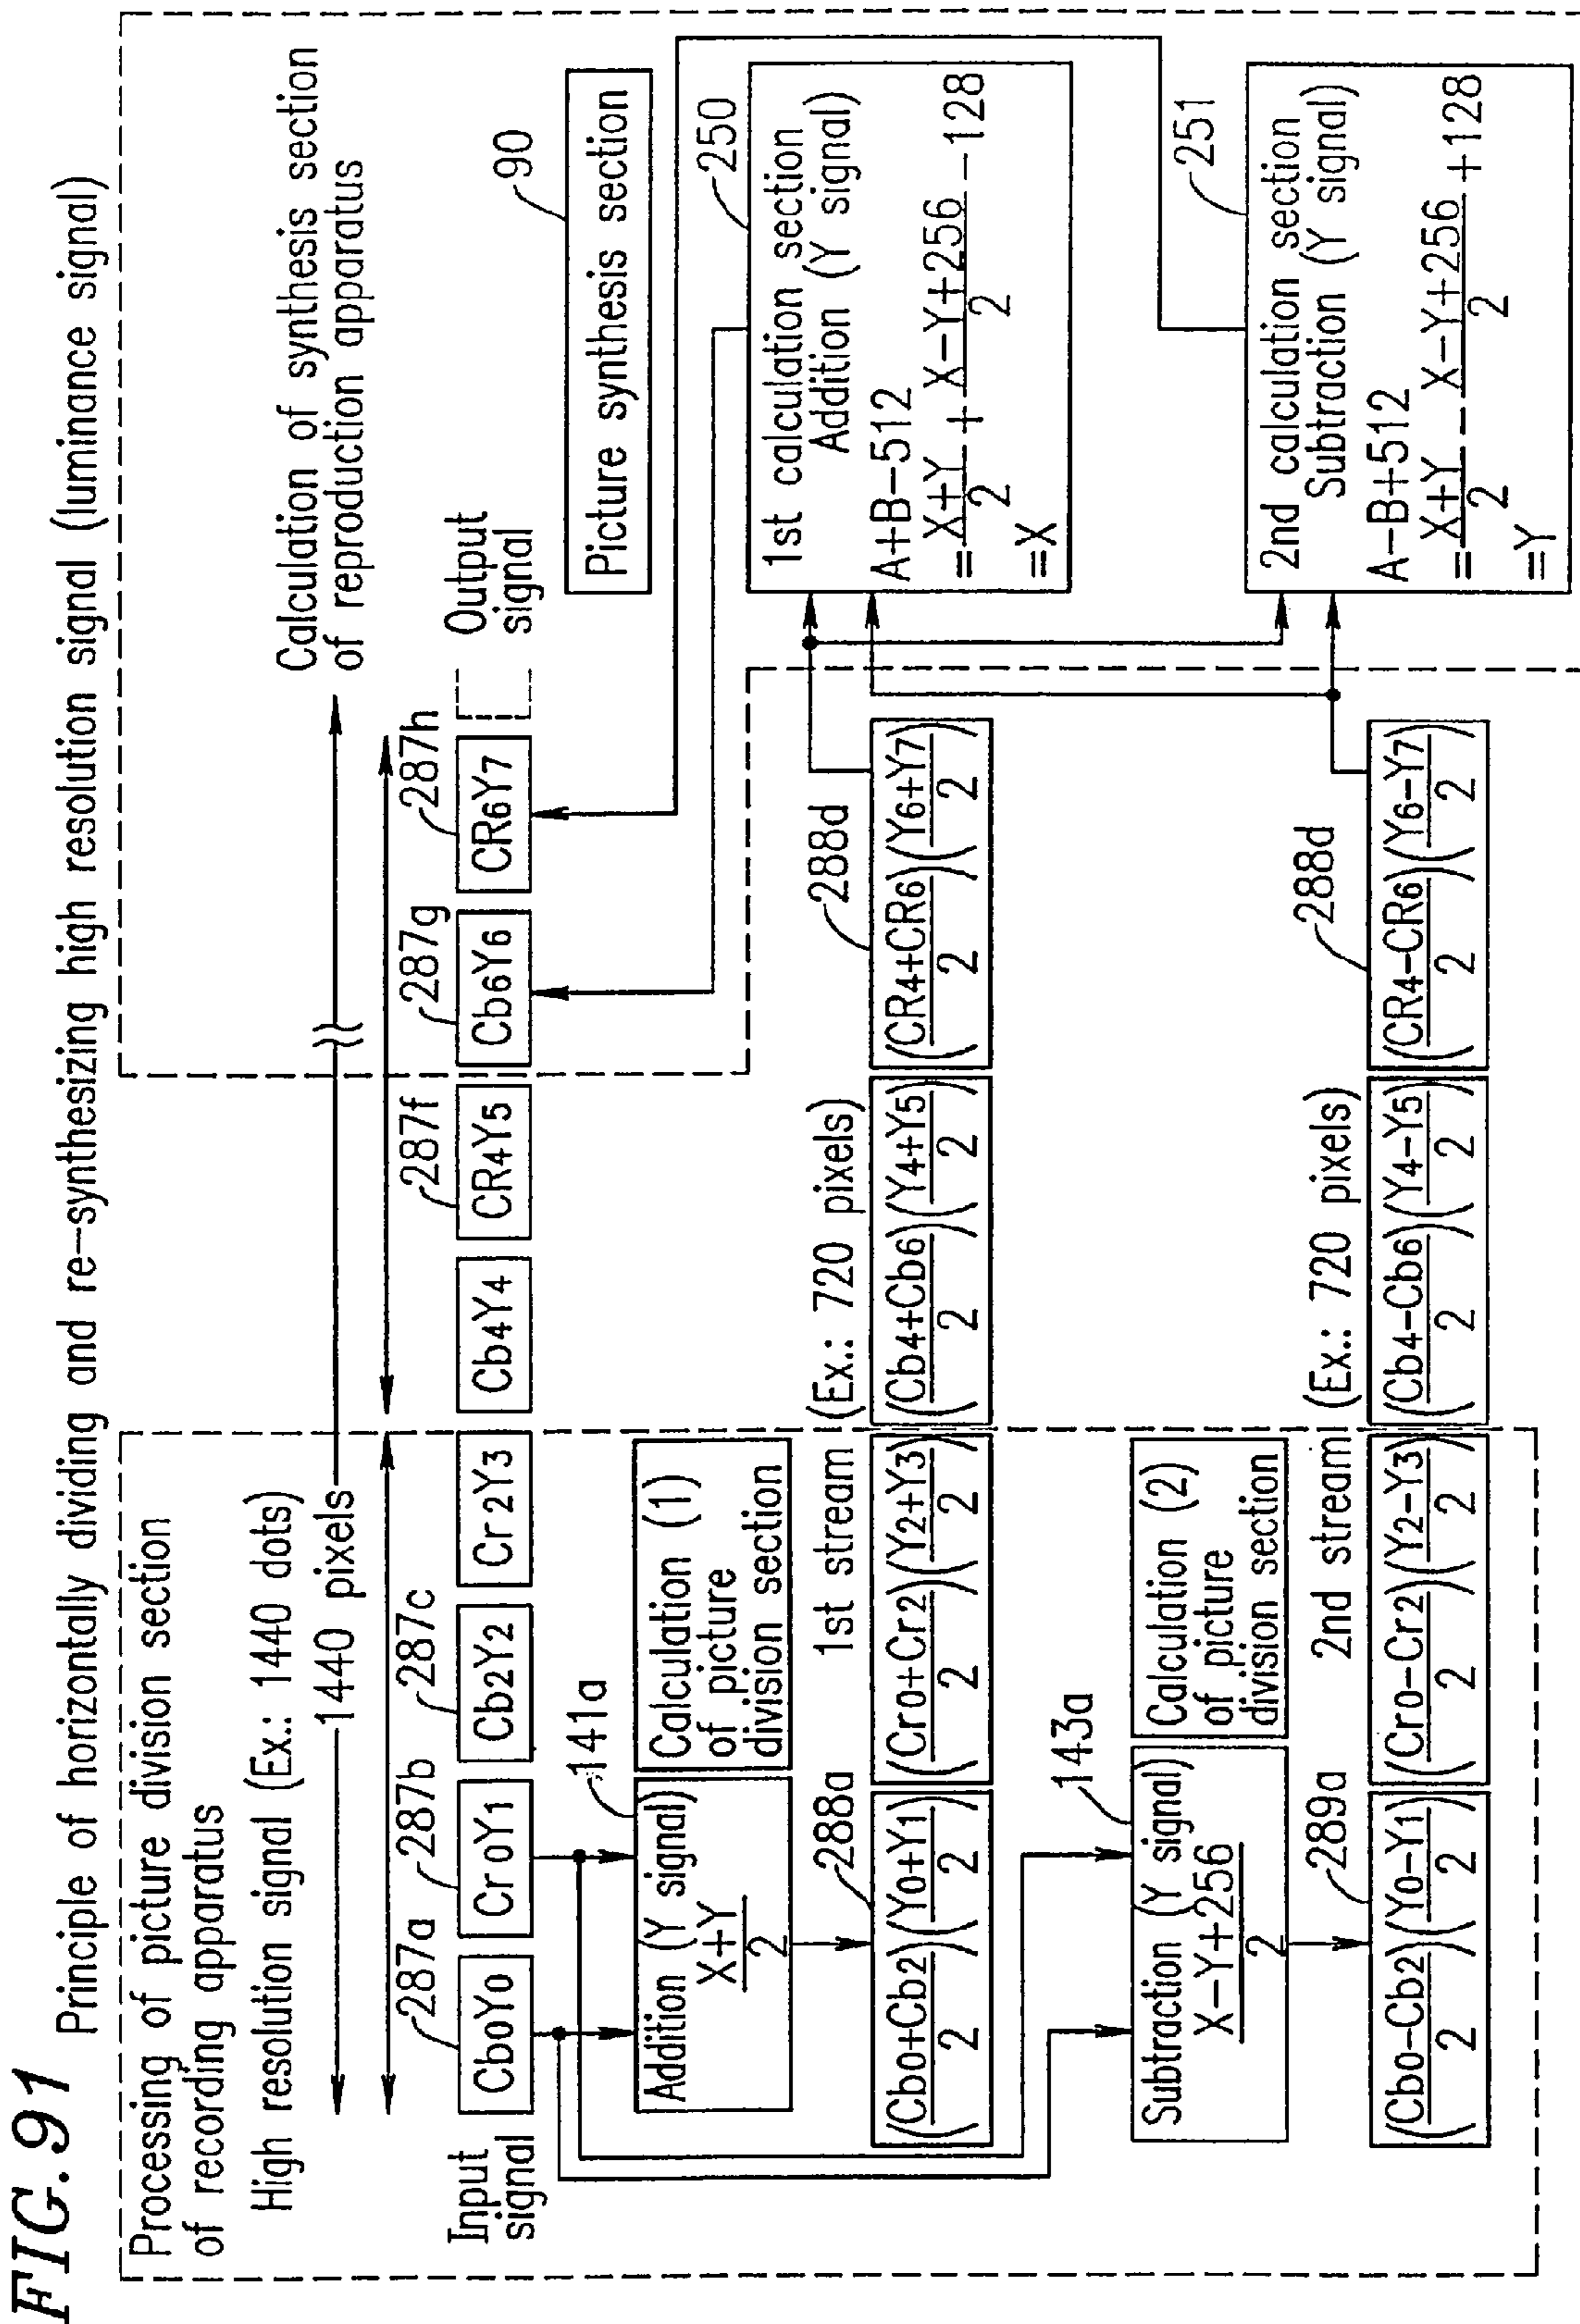 FIG. 91
Principle of horizontally dividing and re-synthesizing high resolution signal (luminance signal)
Processing of picture division section
of recording apparatus
High resolution signal (Ex.: 1440 dots)
1440 pixels
Calculation of synthesis section
of reproduction apparatus
287a
287b
287c
287f
287g
287h
Input
signal
Cb0Y0
Cr0Y1
Cb2Y2
Cr2Y3
Cb4Y4
CR4Y5
Cb6Y6
CR6Y7
Output
signal
90
Picture synthesis section
141a
Addition (Y signal)
X+Y
2
Calculation (1)
of picture
division section
250
1st calculation section
Addition (Y signal)
A+B-512
=X+Y/2 + X-Y+256/2 -128
=X
288a
1st stream
(Ex.: 720 pixels)
288d
(Cb0+Cb2/2)(Y0+Y1/2)
(Cr0+Cr2/2)(Y2+Y3/2)
(Cb4+Cb6/2)(Y4+Y5/2)
(CR4+CR6/2)(Y6+Y7/2)
143a
Subtraction (Y signal)
X-Y+256
2
Calculation (2)
of picture
division section
251
2nd calculation section
Subtraction (Y signal)
A-B+512
=X+Y/2 - X-Y+256/2 +128
=Y
289a
2nd stream
(Ex.: 720 pixels)
288d
(Cb0-Cb2/2)(Y0-Y1/2)
(Cr0-Cr2/2)(Y2-Y3/2)
(Cb4-Cb6/2)(Y4-Y5/2)
(CR4-CR6/2)(Y6-Y7/2)